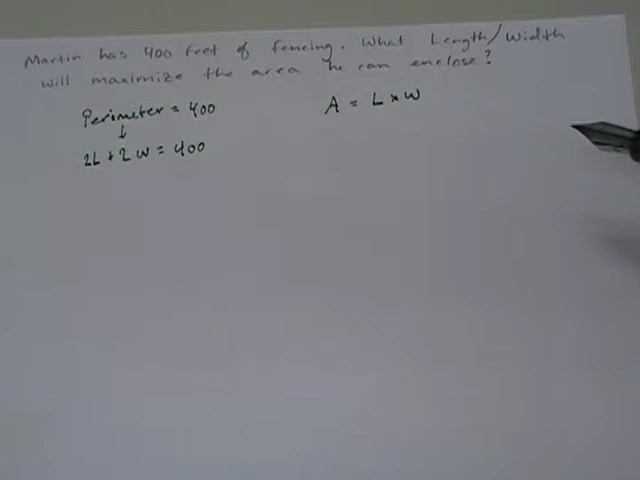 Martin has 400 feet of fencing. What Length/Width
will maximize the area he can enclose?
Perimeter = 400
A = L × W
↓
2L + 2W = 400